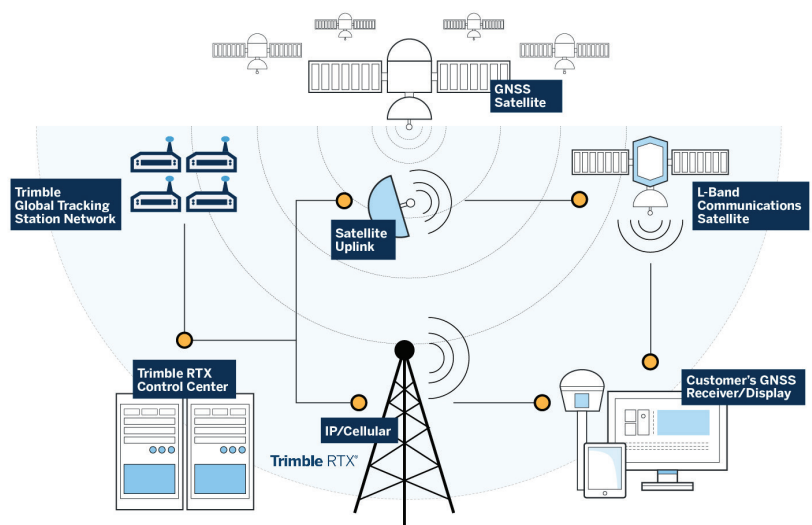 GNSS
Satellite
Trimble
Global Tracking
Station Network
Satellite
Uplink
L-Band
Communications
Satellite
Trimble RTX
Control Center
IP/Cellular
Customer's GNSS
Receiver/Display
Trimble RTX™